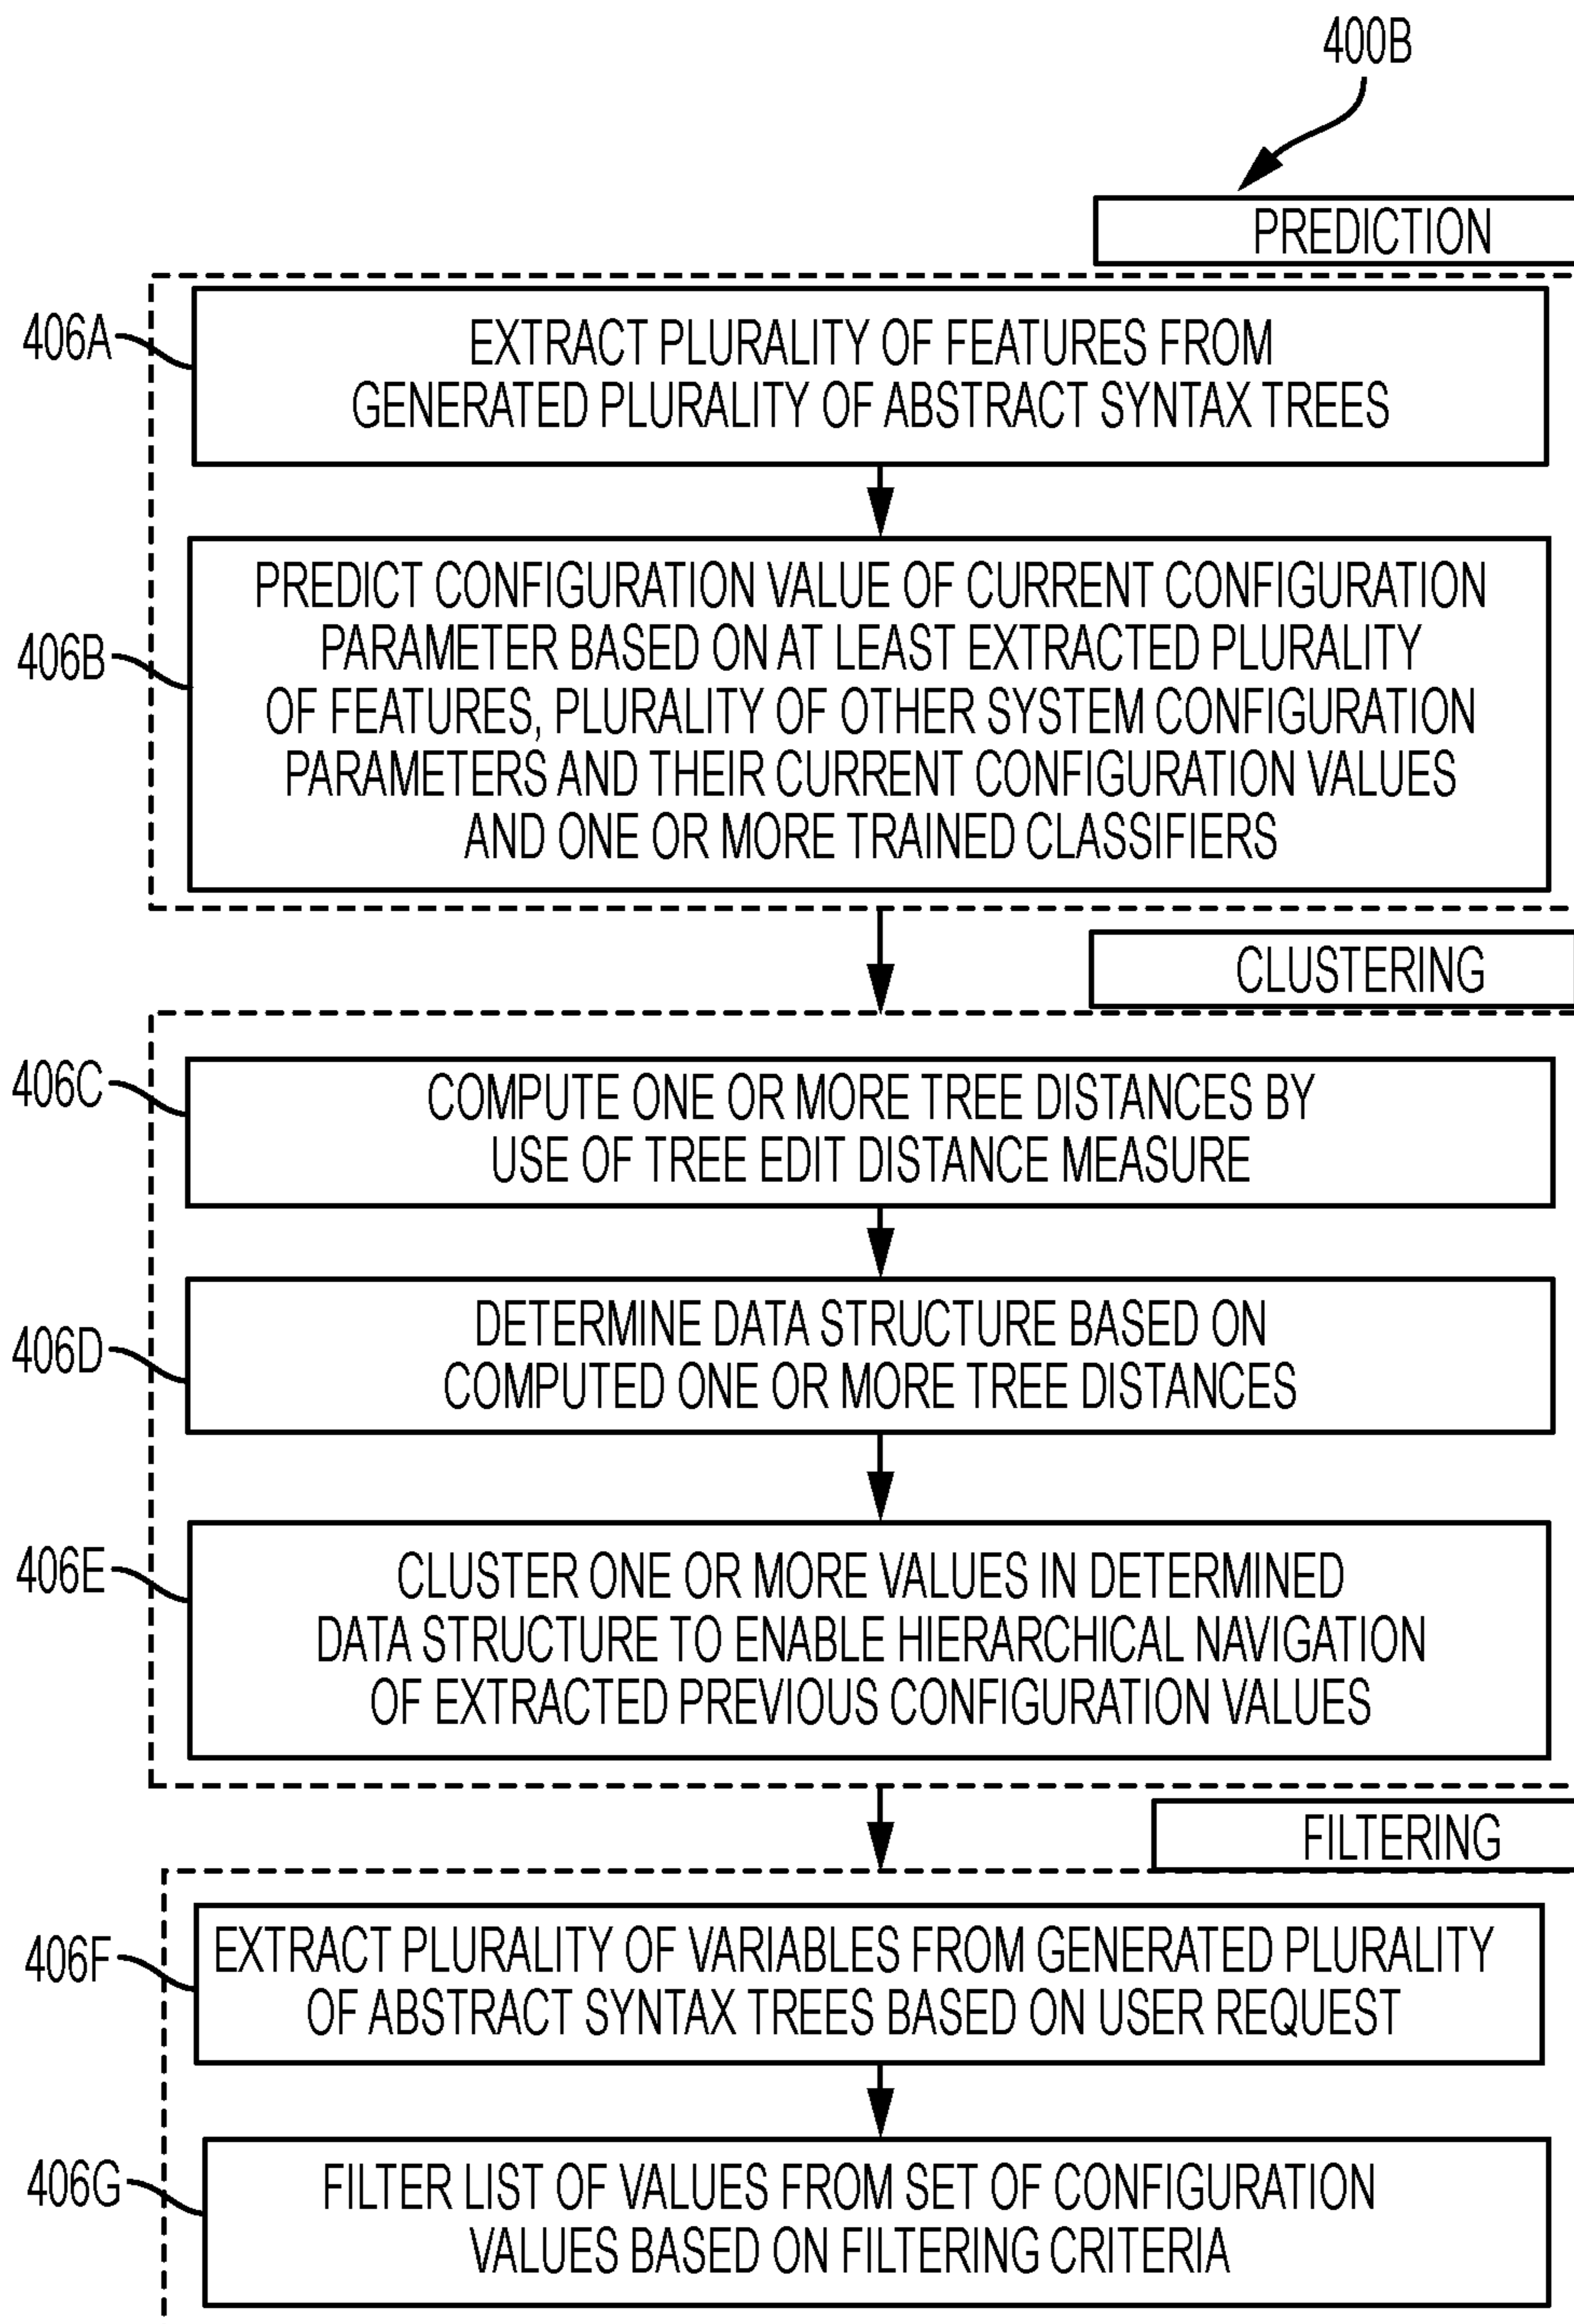 400B
PREDICTION
406A
EXTRACT PLURALITY OF FEATURES FROM
GENERATED PLURALITY OF ABSTRACT SYNTAX TREES
406B
PREDICT CONFIGURATION VALUE OF CURRENT CONFIGURATION
PARAMETER BASED ON AT LEAST EXTRACTED PLURALITY
OF FEATURES, PLURALITY OF OTHER SYSTEM CONFIGURATION
PARAMETERS AND THEIR CURRENT CONFIGURATION VALUES
AND ONE OR MORE TRAINED CLASSIFIERS
CLUSTERING
406C
COMPUTE ONE OR MORE TREE DISTANCES BY
USE OF TREE EDIT DISTANCE MEASURE
406D
DETERMINE DATA STRUCTURE BASED ON
COMPUTED ONE OR MORE TREE DISTANCES
406E
CLUSTER ONE OR MORE VALUES IN DETERMINED
DATA STRUCTURE TO ENABLE HIERARCHICAL NAVIGATION
OF EXTRACTED PREVIOUS CONFIGURATION VALUES
FILTERING
406F
EXTRACT PLURALITY OF VARIABLES FROM GENERATED PLURALITY
OF ABSTRACT SYNTAX TREES BASED ON USER REQUEST
406G
FILTER LIST OF VALUES FROM SET OF CONFIGURATION
VALUES BASED ON FILTERING CRITERIA